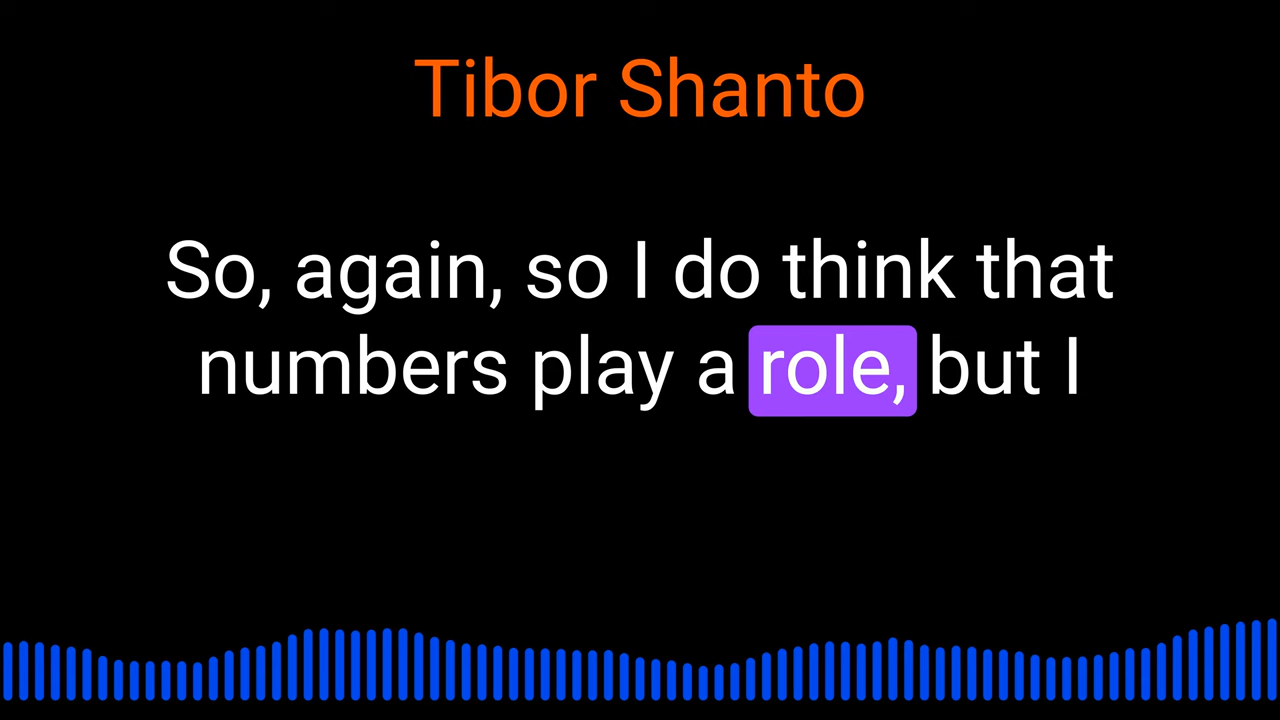 Tibor Shanto
So, again, so I do think that
numbers play a role, but I